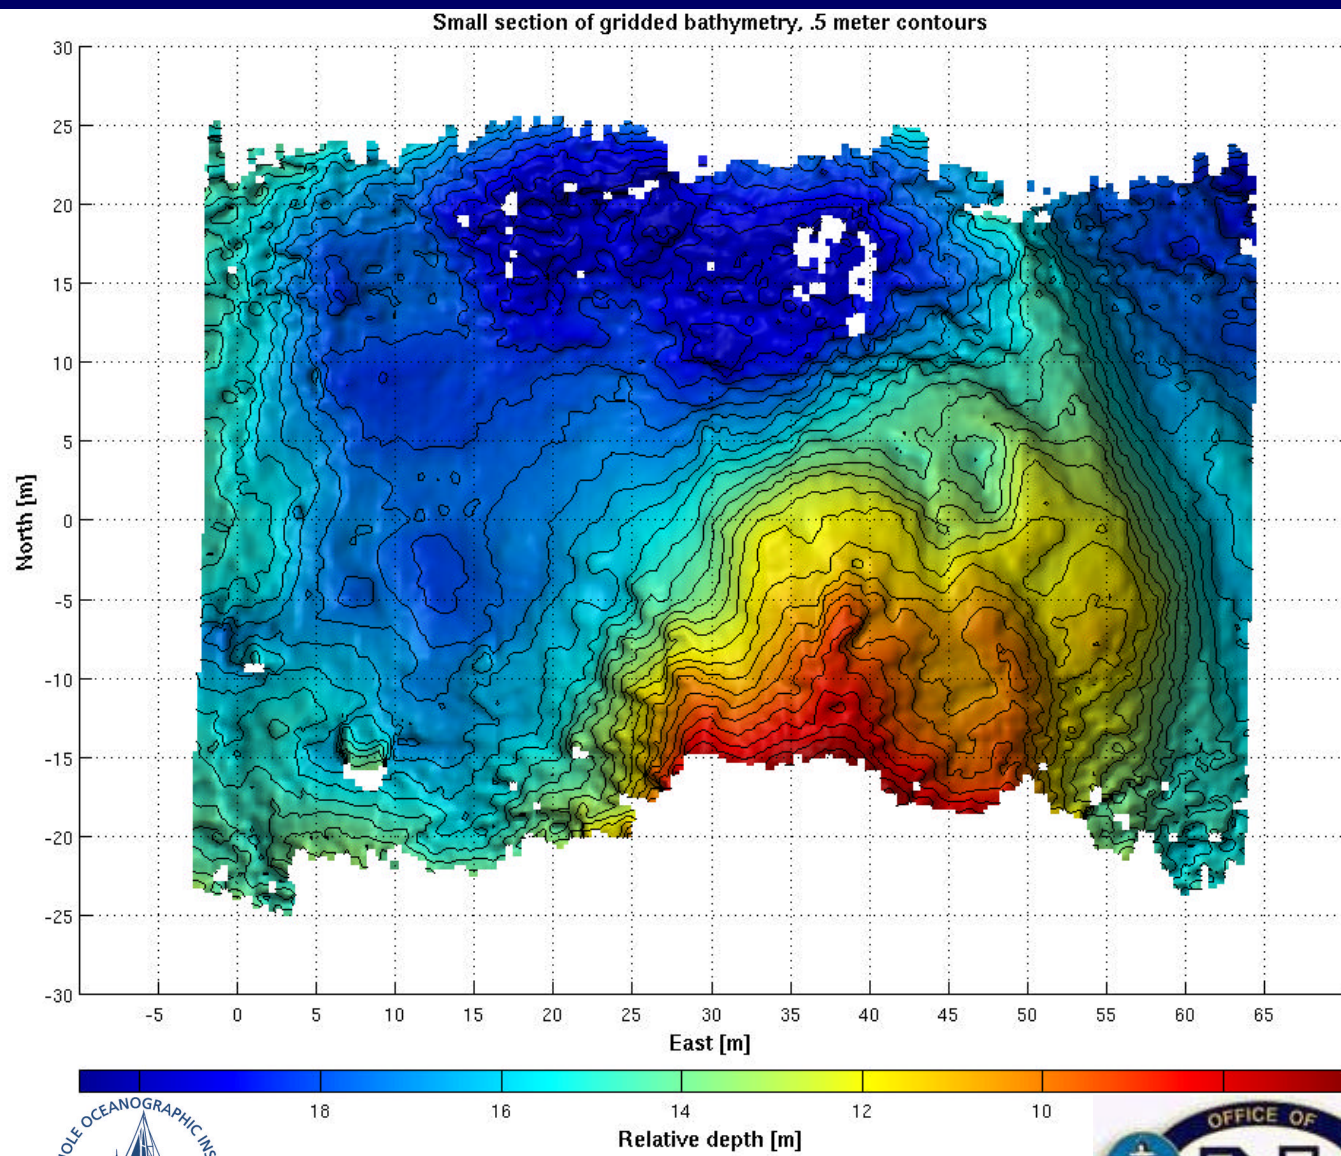 Small section of gridded bathymetry, .5 meter contours
30
25
20
15
10
5
0
-5
-10
-15
-20
-25
-30
North [m]
-5 0 5 10 15 20 25 30 35 40 45 50 55 60 65
East [m]
18 16 14 12 10
Relative depth [m]
OLE OCEANOGRAPHIC INS
OFFICE OF